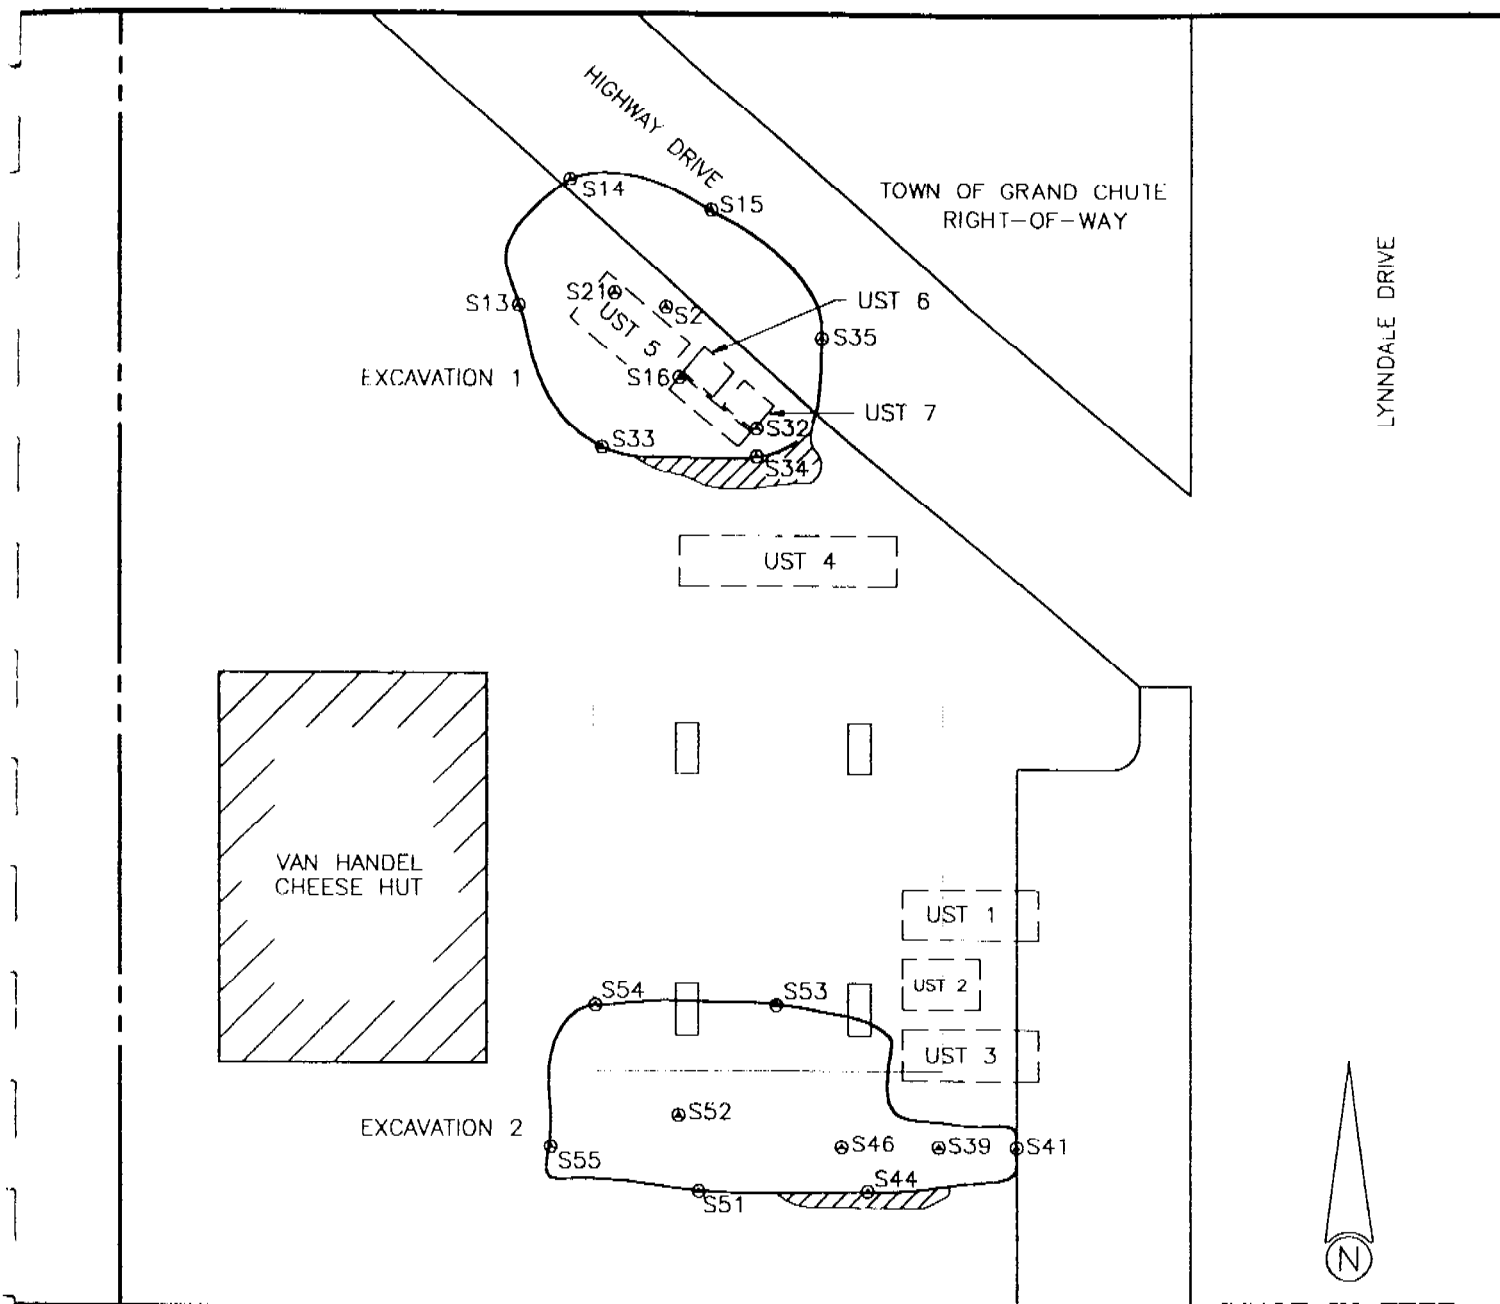 HIGHWAY DRIVE
TOWN OF GRAND CHUTE
RIGHT-OF-WAY
LYNNDALE DRIVE
S14
S15
S21
S2
S13
UST 5
UST 6
S35
EXCAVATION 1
S16
UST 7
S32
S33
S34
UST 4
VAN HANDEL
CHEESE HUT
UST 1
UST 2
UST 3
S54
S53
S52
EXCAVATION 2
S55
S46
S39
S41
S44
S51
N